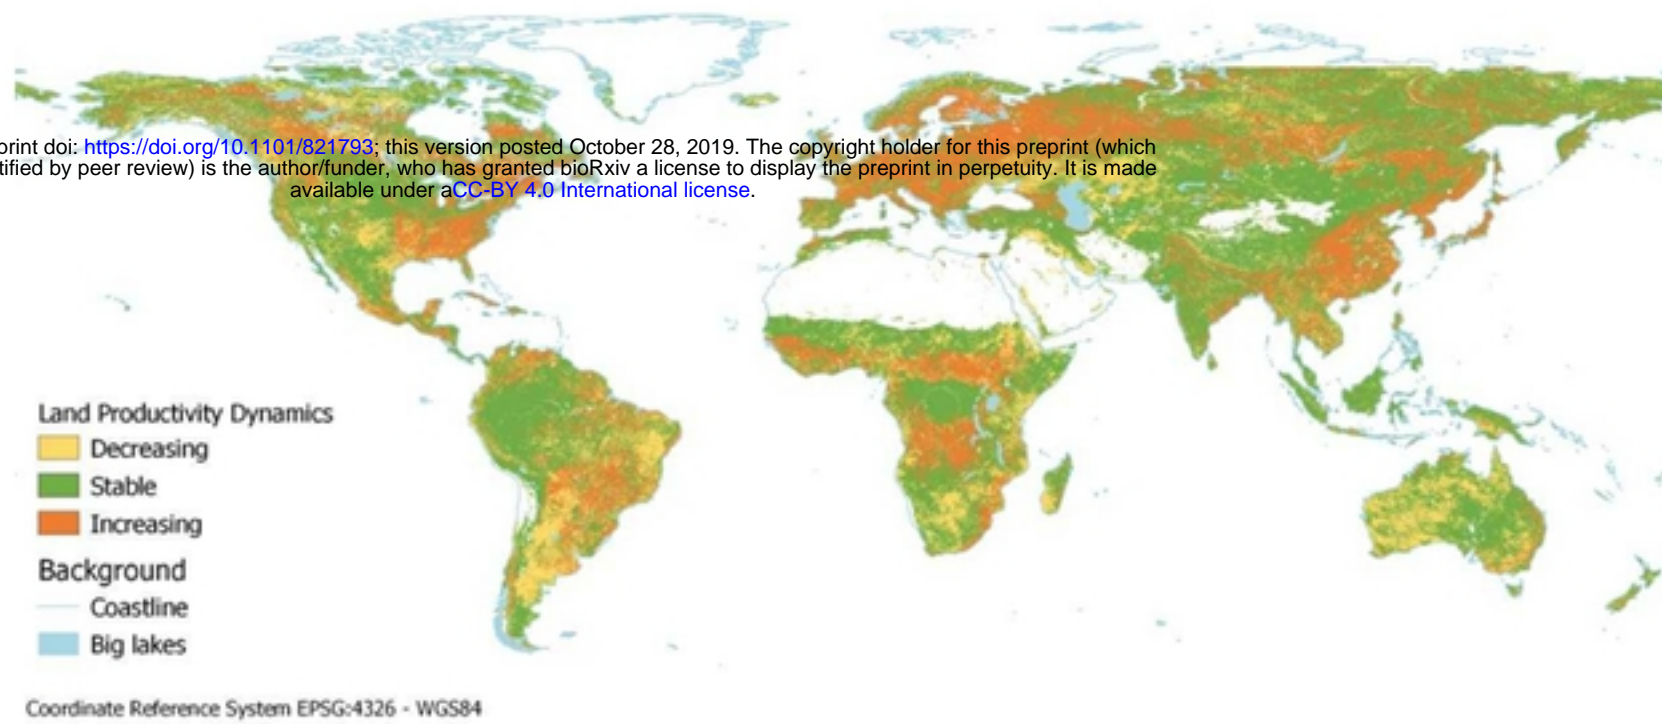 print doi: https://doi.org/10.1101/821793; this version posted October 28, 2019. The copyright holder for this preprint (which
tified by peer review) is the author/funder, who has granted bioRxiv a license to display the preprint in perpetuity. It is made
available under aCC-BY 4.0 International license.
Land Productivity Dynamics
Decreasing
Stable
Increasing
Background
Coastline
Big lakes
Coordinate Reference System EPSG:4326 - WGS84